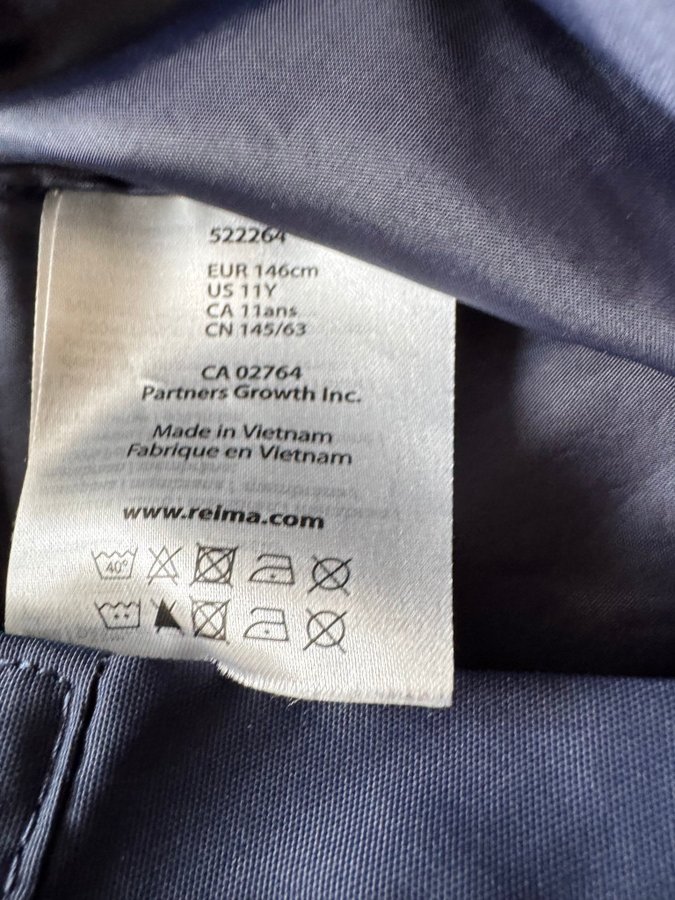 522264
EUR 146cm
US 11Y
CA 11ans
CN 145/63
CA 02764
Partners Growth Inc.
Made in Vietnam
Fabrique en Vietnam
www.reima.com
40°